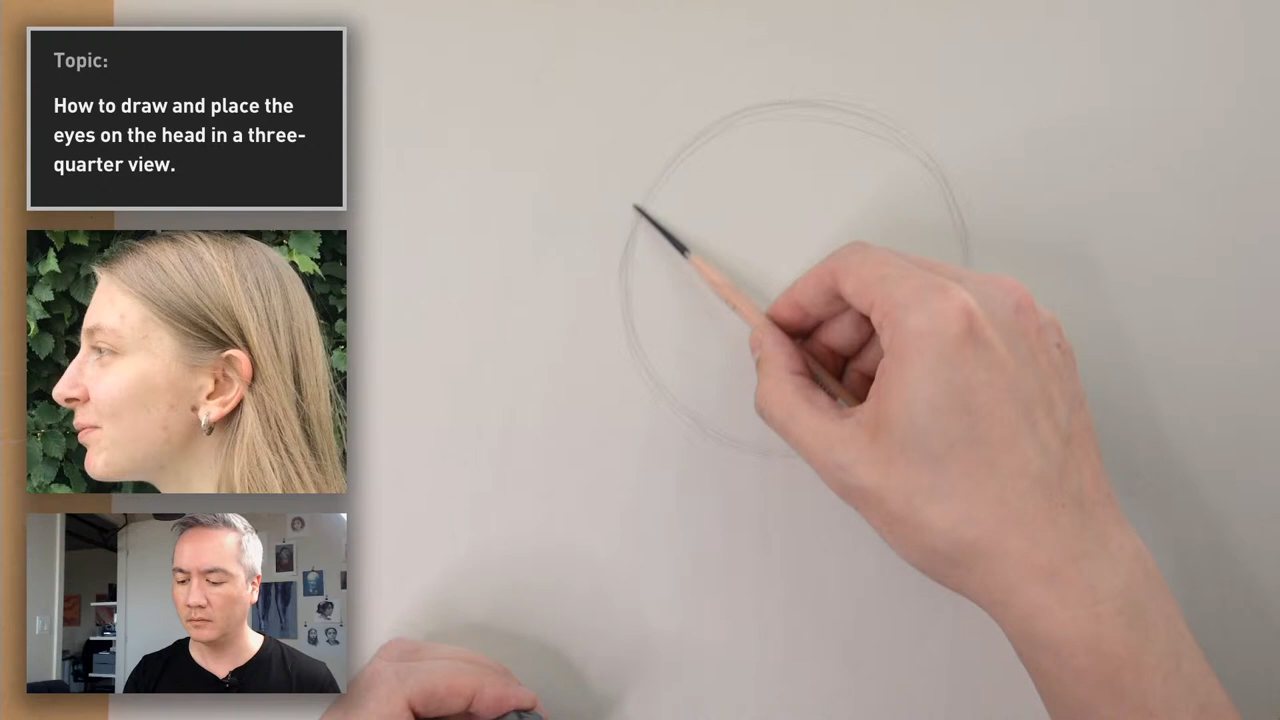 Topic:
How to draw and place the
eyes on the head in a three-
quarter view.